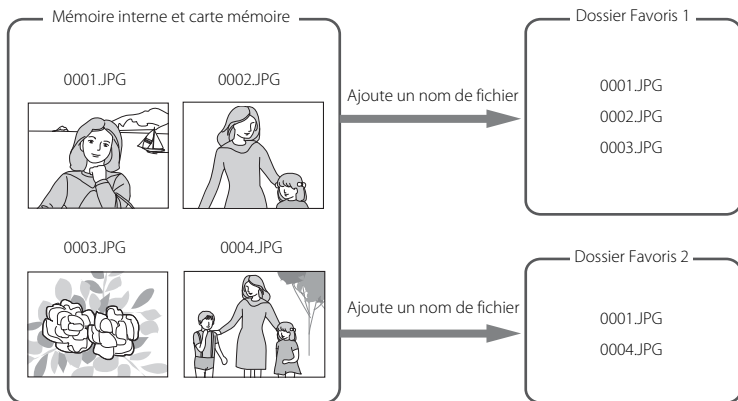 Mémoire interne et carte mémoire
0001.JPG
0002.JPG
0003.JPG
0004.JPG
Ajoute un nom de fichier
Dossier Favoris 1
0001.JPG
0002.JPG
0003.JPG
Ajoute un nom de fichier
Dossier Favoris 2
0001.JPG
0004.JPG